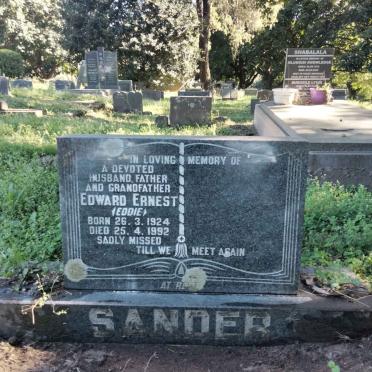 IN LOVING MEMORY OF
A DEVOTED
HUSBAND, FATHER
AND GRANDFATHER
EDWARD ERNEST
(EDDIE)
BORN 26.3.1924
DIED 25.4.1992
SADLY MISSED
TILL WE MEET AGAIN
AT
SANDER
SHABALALA